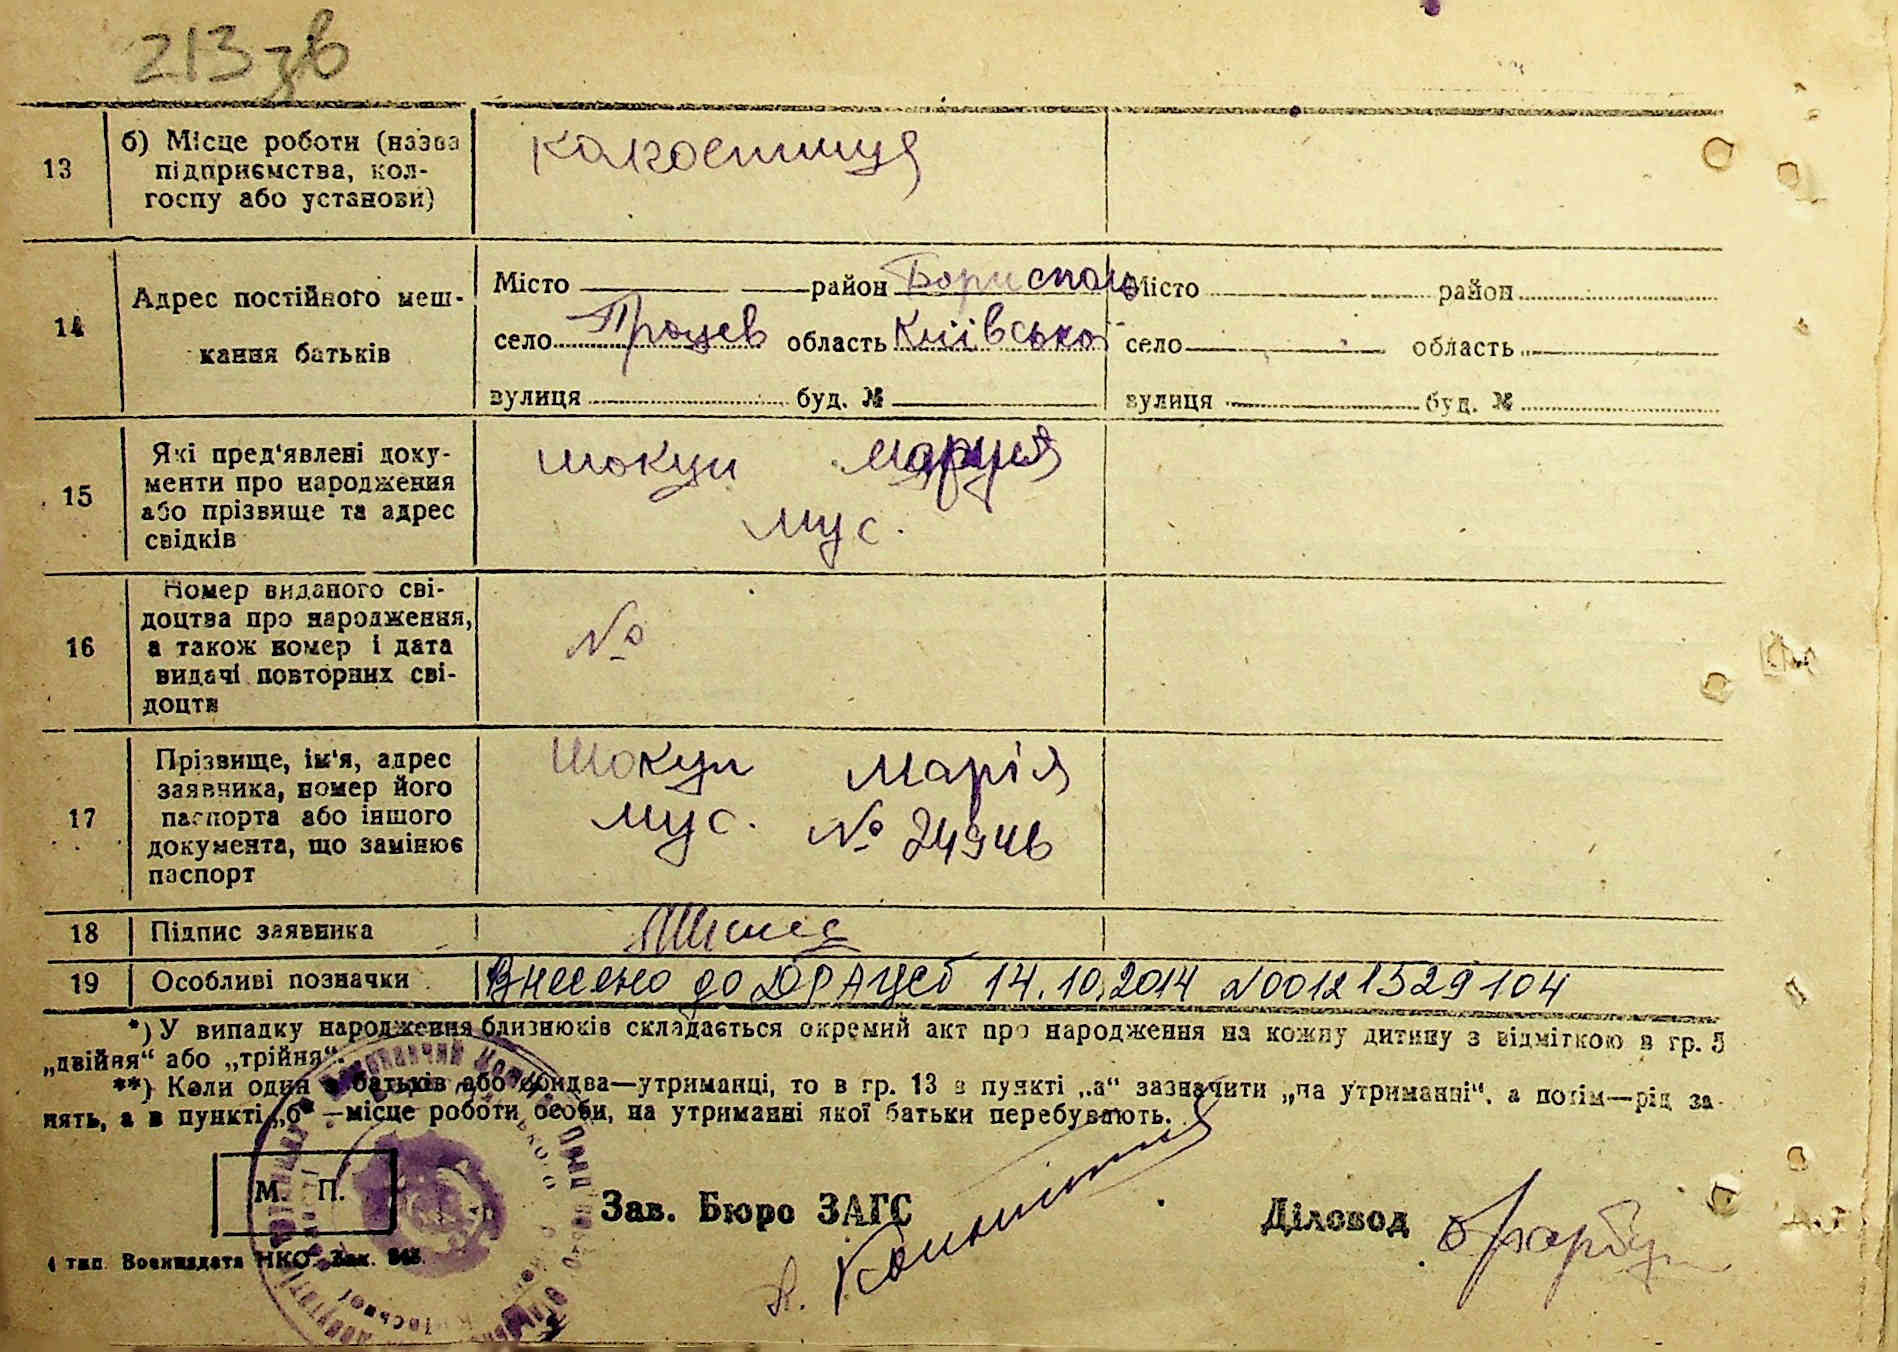 213 зв
13
б) Місце роботи (назва
підприємства, кол-
госпу або установи)
колгоспниця
14
Адрес постійного меш-
кання батьків
Місто район Бориспол
село Процев область Київської
вулиця буд. №
Місто район
село область
вулиця буд. №
15
Які пред'явлені доку-
менти про народження
або прізвище та адрес
свідків
Шокун Маруся
Мус.
16
Номер виданого сві-
доцтва про народження,
а також номер і дата
видачі повторних сві-
доцтв
№
17
Прізвище, ім'я, адрес
заявника, номер його
паспорта або іншого
документа, що замінює
паспорт
Шокун Марія
Мус. № 24946
18
Підпис заявника
19
Особливі позначки
Внесено до ДРАЦСГ 14.10.2014 №00121529104
*) У випадку народження близнюків складається окремий акт про народження на кожну дитину з відміткою в гр. 5
„двійня“ або „трійня“.
**) Коли один з батьків або обидва—утриманці, то в гр. 13 в пункті „а“ зазначити „на утриманні“, а потім—рід за-
нять, а в пункті „б“ —місце роботи особи, на утриманні якої батьки перебувають.
М. П.
Зав. Бюро ЗАГС
Діловод
4 тип. Воениздата НКО. Зак.